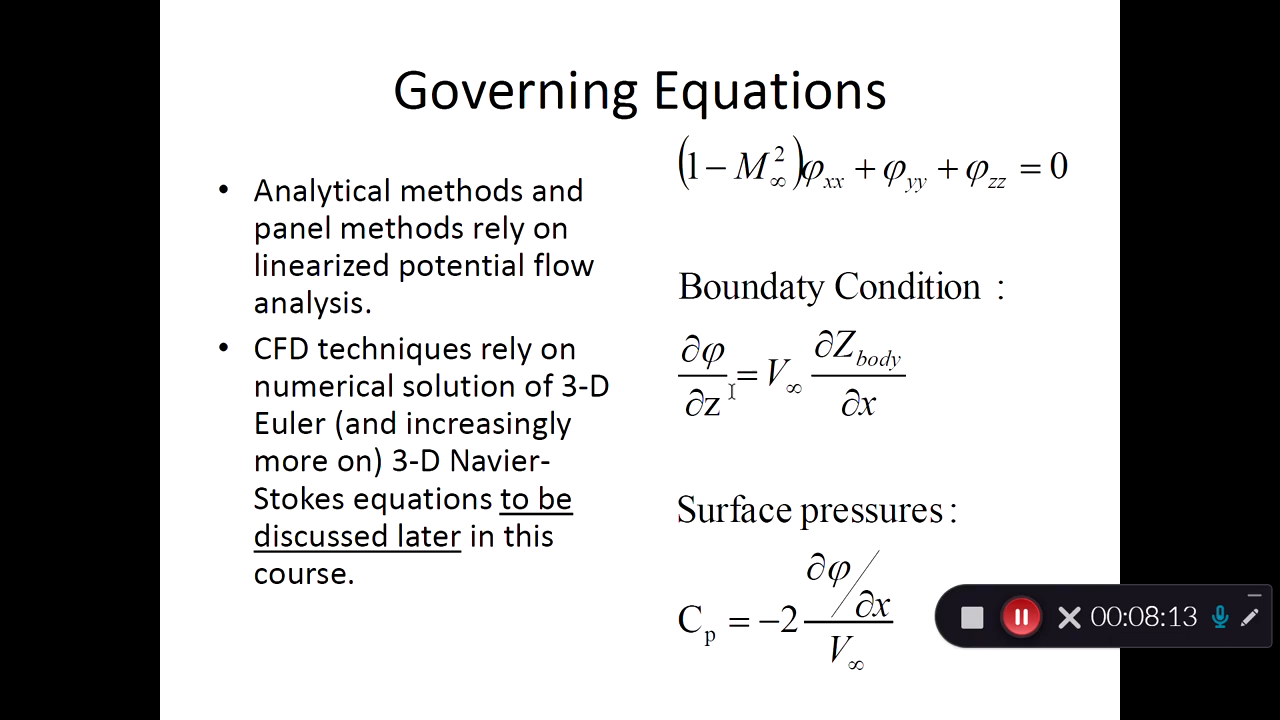 Governing Equations
• Analytical methods and
panel methods rely on
linearized potential flow
analysis.
• CFD techniques rely on
numerical solution of 3-D
Euler (and increasingly
more on) 3-D Navier-
Stokes equations to be
discussed later in this
course.
(1 − M∞²)φxx + φyy + φzz = 0
Boundaty Condition :
∂φ/∂z = V∞ ∂Zbody/∂x
Surface pressures :
Cp = −2 (∂φ/∂x)/V∞
00:08:13